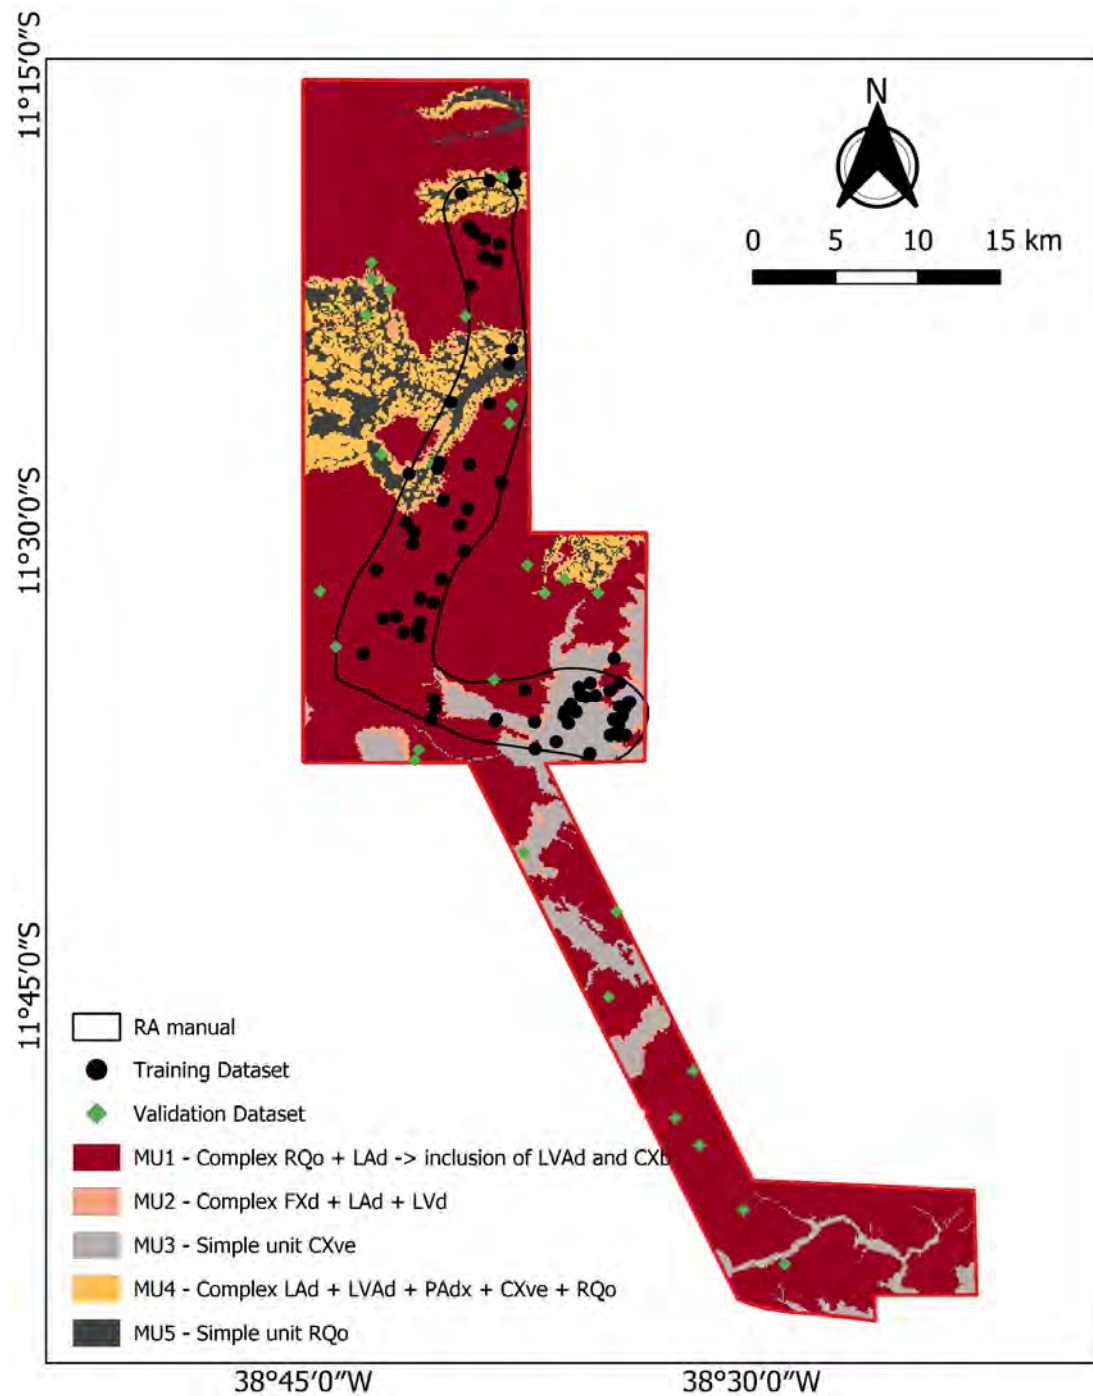 11°15'0"S
N
0 5 10 15 km
11°30'0"S
11°45'0"S
RA manual
Training Dataset
Validation Dataset
MU1 - Complex RQo + LAd -> inclusion of LVAd and CXb
MU2 - Complex FXd + LAd + LVd
MU3 - Simple unit CXve
MU4 - Complex LAd + LVAd + PAdx + CXve + RQo
MU5 - Simple unit RQo
38°45'0"W 38°30'0"W